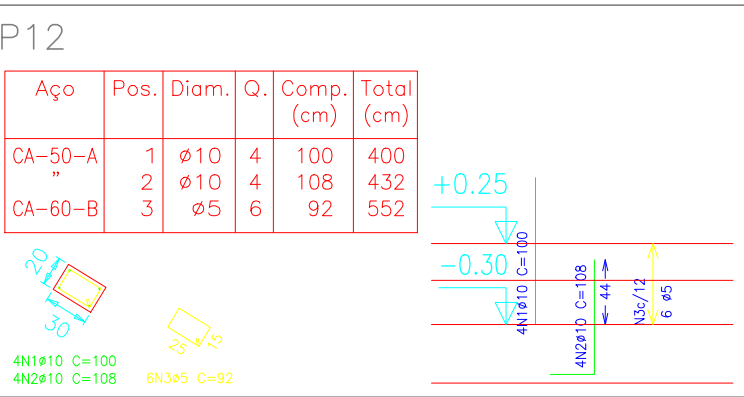 P12
Aço Pos. Diam. Q. Comp. (cm) Total (cm)
CA-50-A 1 ø10 4 100 400
" 2 ø10 4 108 432
CA-60-B 3 ø5 6 92 552
20
30
4N1ø10 C=100
4N2ø10 C=108
25
15
6N3ø5 C=92
+0.25
-0.30
4N1ø10 C=100
4N2ø10 C=108
44
N3c/12
6 ø5